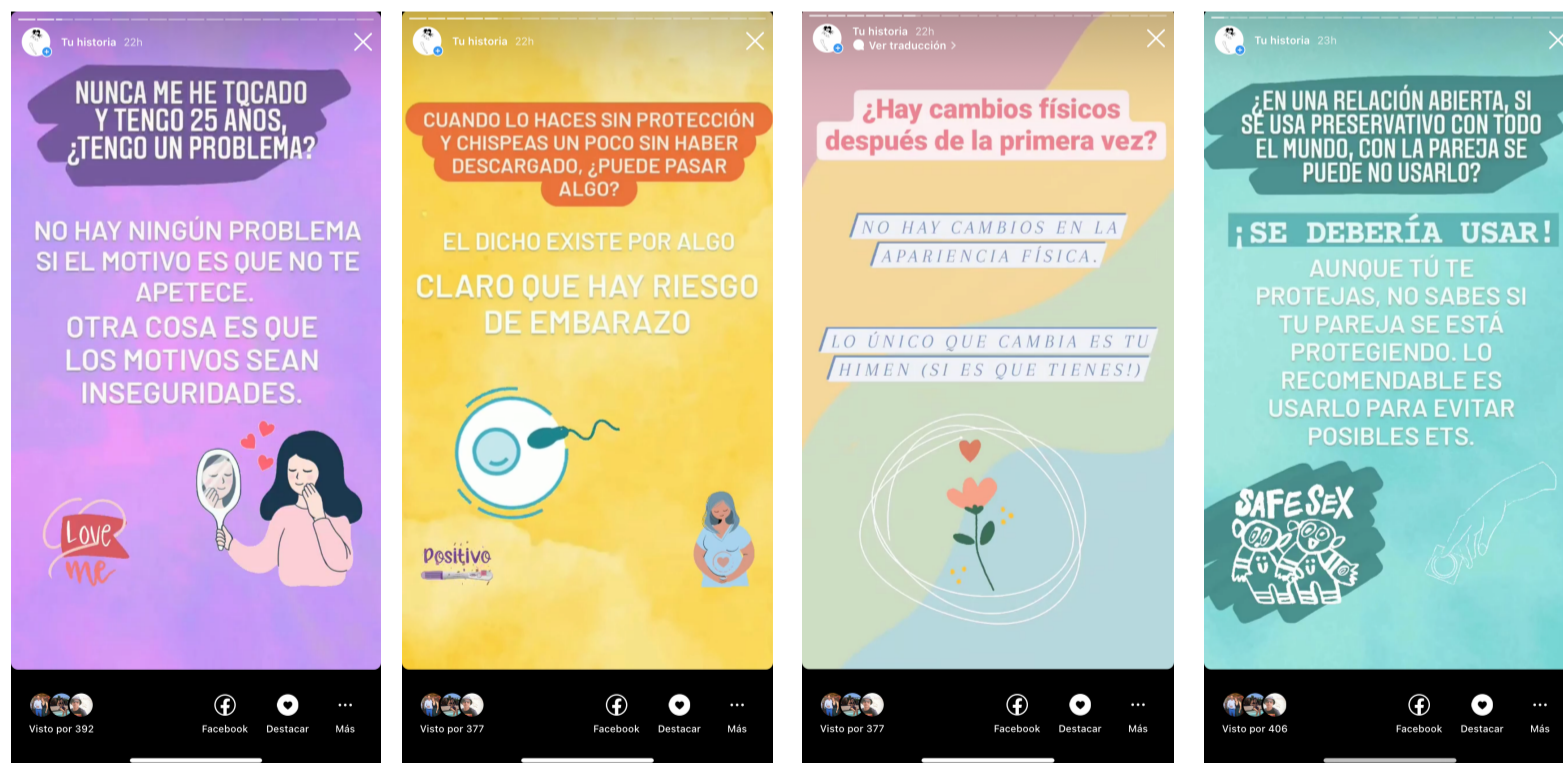 Tu historia 22h
NUNCA ME HE TOCADO
Y TENGO 25 AÑOS,
¿TENGO UN PROBLEMA?
NO HAY NINGÚN PROBLEMA
SI EL MOTIVO ES QUE NO TE
APETECE.
OTRA COSA ES QUE
LOS MOTIVOS SEAN
INSEGURIDADES.
LOVE
me
Visto por 392
Facebook
Destacar
Más
Tu historia 22h
CUANDO LO HACES SIN PROTECCIÓN
Y CHISPEAS UN POCO SIN HABER
DESCARGADO, ¿PUEDE PASAR
ALGO?
EL DICHO EXISTE POR ALGO
CLARO QUE HAY RIESGO
DE EMBARAZO
Positivo
Visto por 377
Facebook
Destacar
Más
Tu historia 22h
Ver traducción >
¿Hay cambios físicos
después de la primera vez?
NO HAY CAMBIOS EN LA
APARIENCIA FÍSICA.
LO ÚNICO QUE CAMBIA ES TU
HIMEN (SI ES QUE TIENES!)
Visto por 377
Facebook
Destacar
Más
Tu historia 23h
¿EN UNA RELACIÓN ABIERTA, SI
SE USA PRESERVATIVO CON TODO
EL MUNDO, CON LA PAREJA SE
PUEDE NO USARLO?
¡SE DEBERÍA USAR!
AUNQUE TÚ TE
PROTEJAS, NO SABES SI
TU PAREJA SE ESTÁ
PROTEGIENDO. LO
RECOMENDABLE ES
USARLO PARA EVITAR
POSIBLES ETS.
SAFE SEX
Visto por 406
Facebook
Destacar
Más